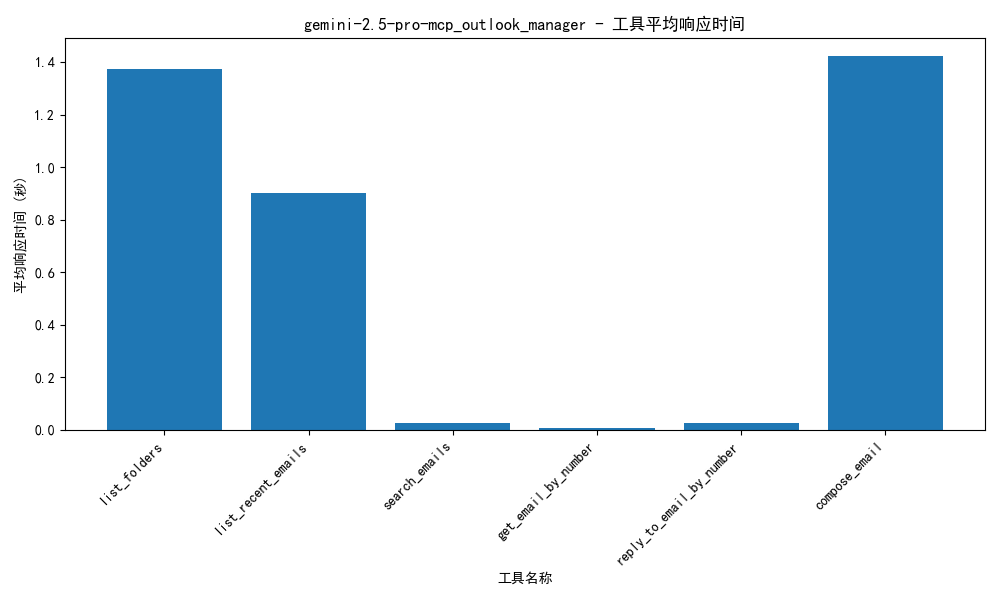 gemini-2.5-pro-mcp_outlook_manager - 工具平均响应时间
平均响应时间 (秒)
1.4
1.2
1.0
0.8
0.6
0.4
0.2
0.0
list_folders
list_recent_emails
search_emails
get_email_by_number
reply_to_email_by_number
compose_email
工具名称